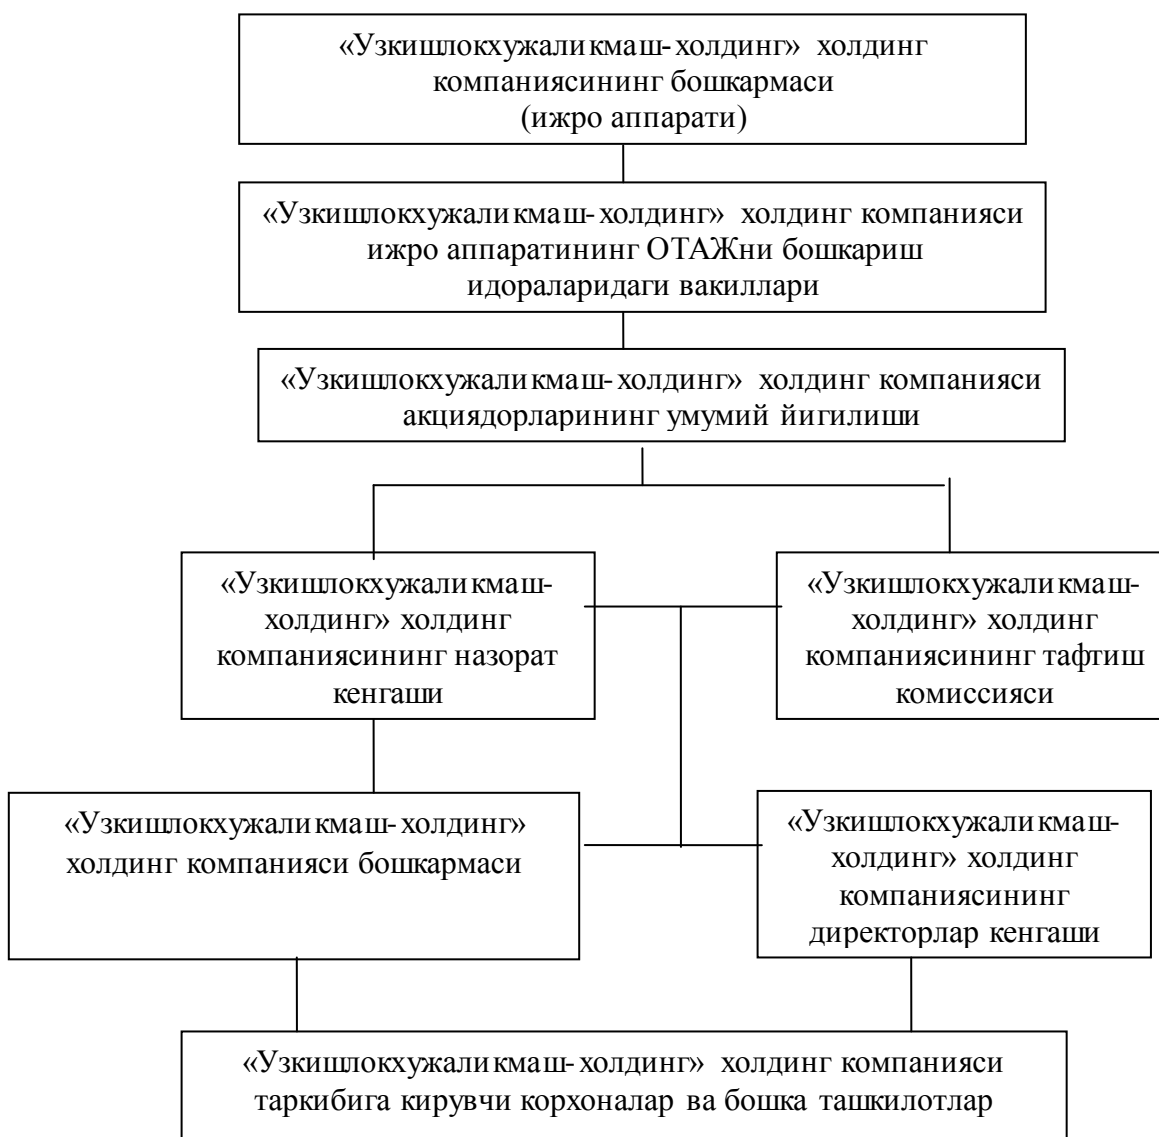 «Узкишлокхужаликмаш-холдинг» холдинг
компаниясининг бошкармаси
(ижро аппарати)
«Узкишлокхужаликмаш-холдинг» холдинг компанияси
ижро аппаратининг ОТАЖни бошкариш
идораларидаги вакиллари
«Узкишлокхужаликмаш-холдинг» холдинг компанияси
акциядорларининг умумий йигилиши
«Узкишлокхужаликмаш-
холдинг» холдинг
компаниясининг назорат
кенгаши
«Узкишлокхужаликмаш-
холдинг» холдинг
компаниясининг тафтиш
комиссияси
«Узкишлокхужаликмаш-холдинг»
холдинг компанияси бошкармаси
«Узкишлокхужаликмаш-
холдинг» холдинг
компаниясининг
директорлар кенгаши
«Узкишлокхужаликмаш-холдинг» холдинг компанияси
таркибига кирувчи корхоналар ва бошка ташкилотлар